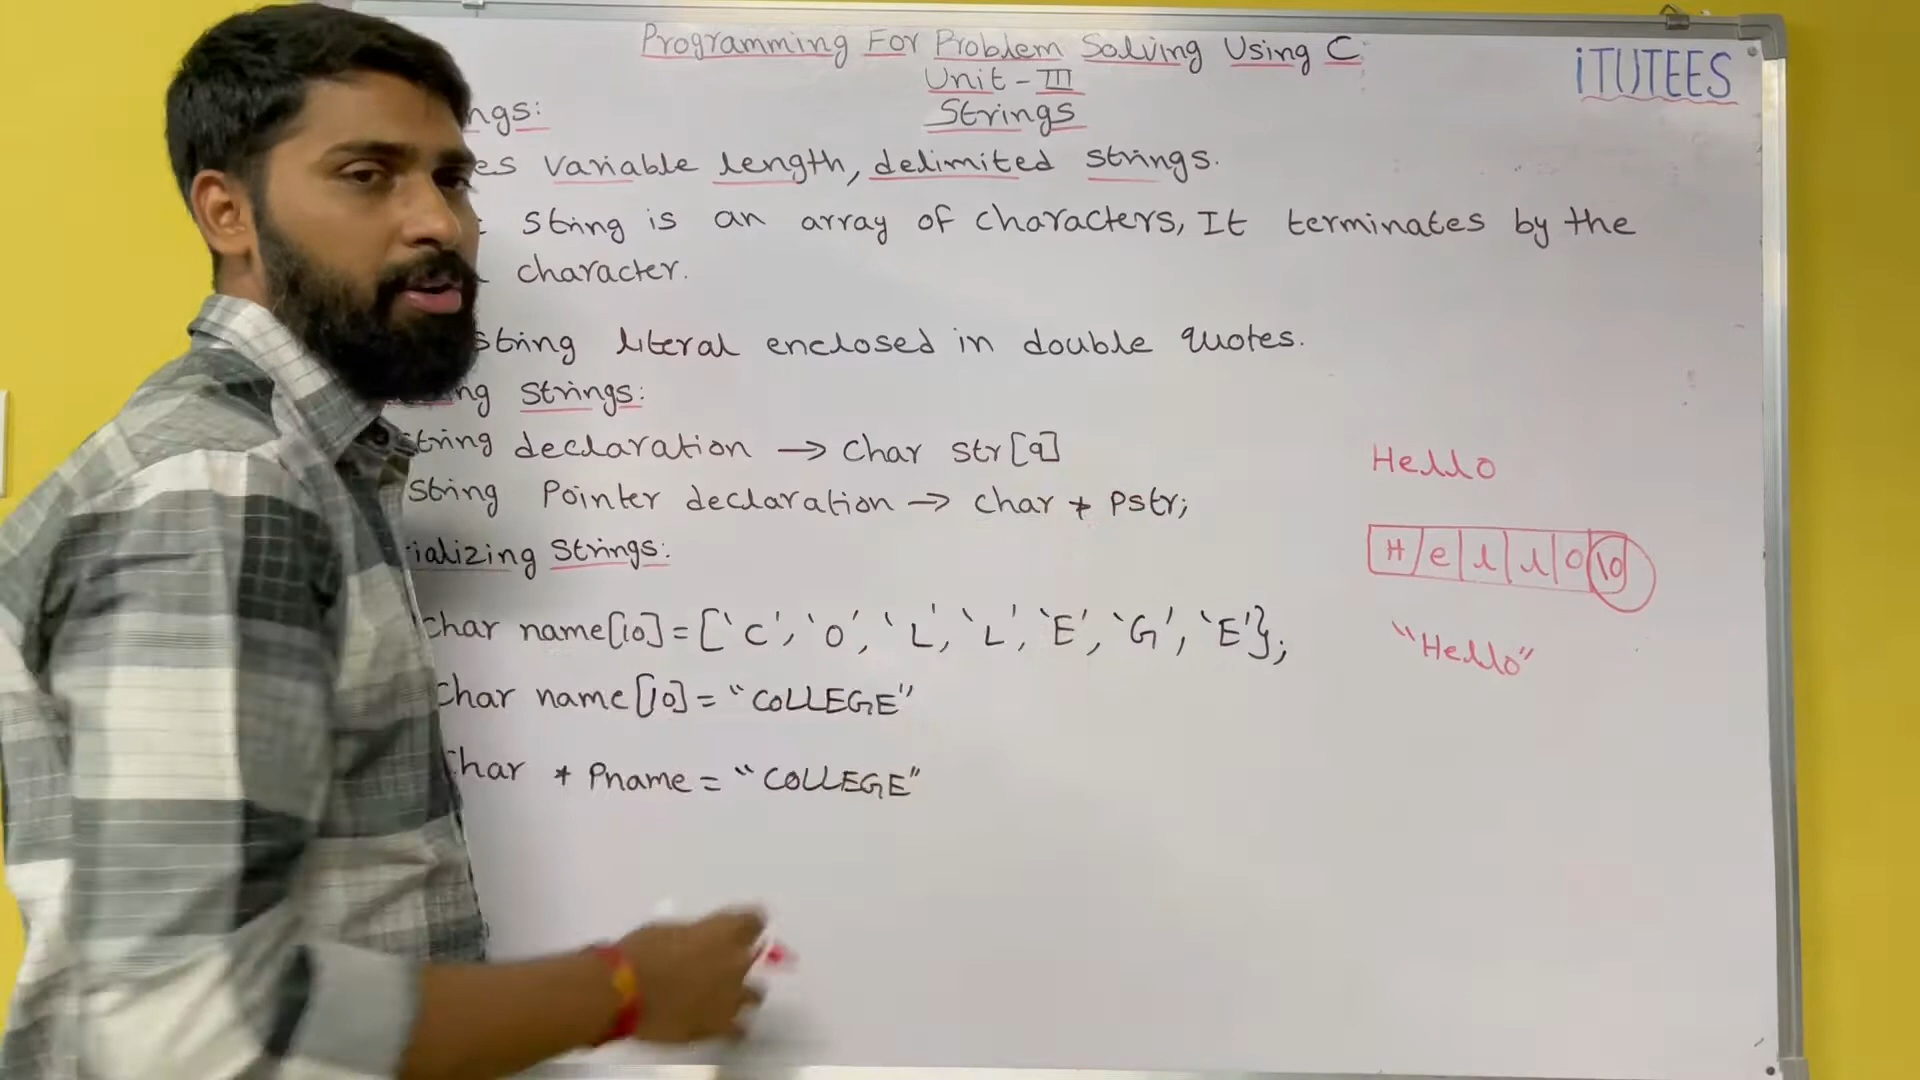 Programming For Problem Solving Using C
iTUTEES
Unit - III
Strings
ngs:
es variable length, delimited strings.
string is an array of characters, It terminates by the
character.
string literal enclosed in double quotes.
ng Strings:
string declaration → Char str[9]
String Pointer declaration → char * Pstr;
ializing Strings:
char name[10] = ['C', 'O', 'L', 'L', 'E', 'G', 'E'};
char name[10] = "COLLEGE"
Char * Pname = "COLLEGE"
Hello
H e l l o \0
"Hello"